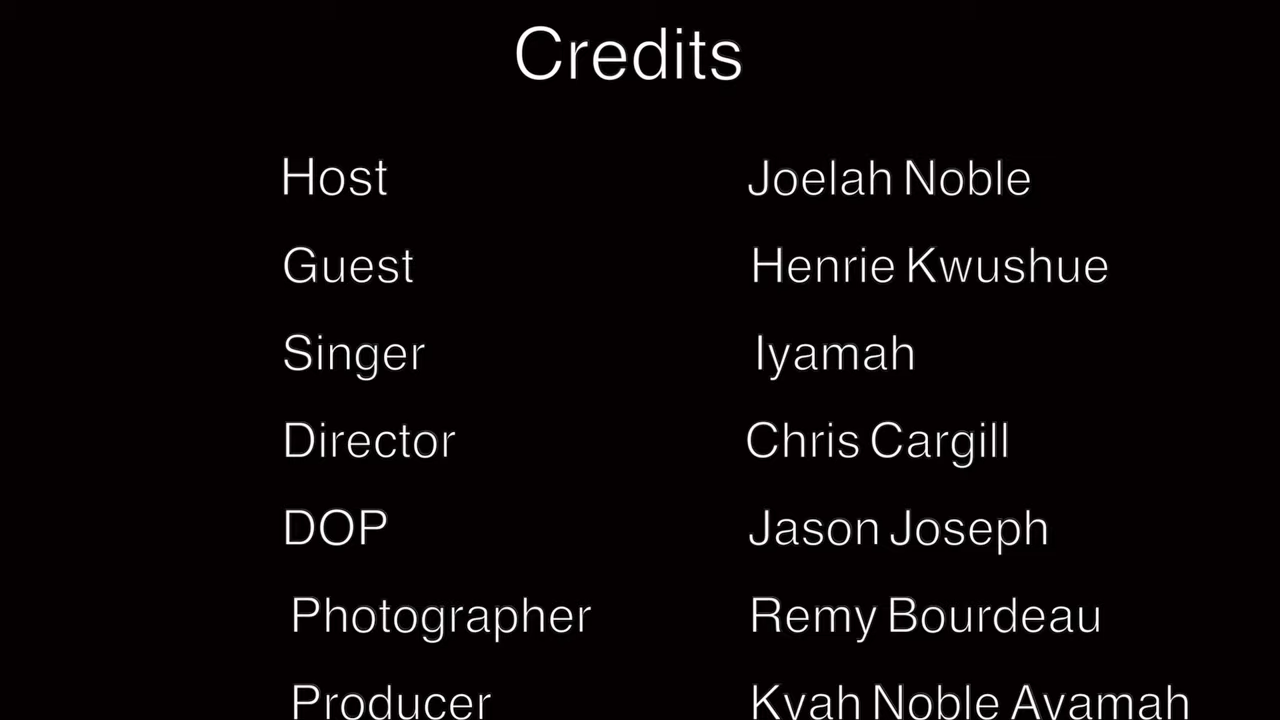 Credits
Host Joelah Noble
Guest Henrie Kwushue
Singer Iyamah
Director Chris Cargill
DOP Jason Joseph
Photographer Remy Bourdeau
Producer Kyah Noble Ayamah